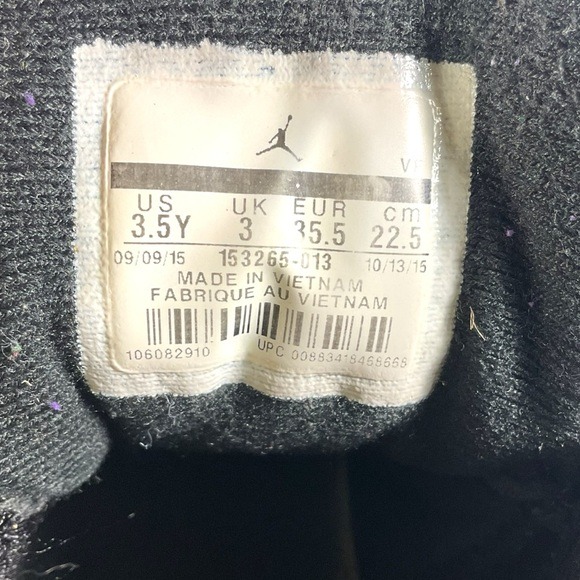 US UK EUR cm
3.5Y 3 35.5 22.5
09/09/15 153265-013 10/13/15
MADE IN VIETNAM
FABRIQUE AU VIETNAM
106082910 UPC 00883418468668